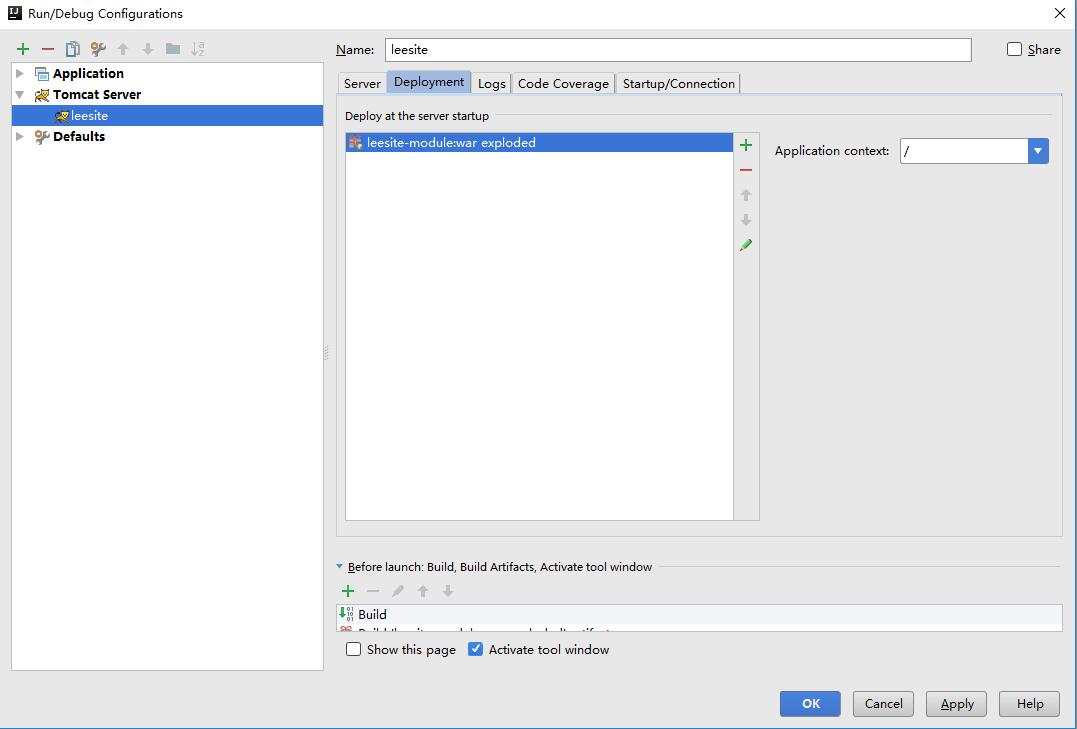 Run/Debug Configurations
Name: leesite Share
Application
Tomcat Server
leesite
Defaults
Server Deployment Logs Code Coverage Startup/Connection
Deploy at the server startup
leesite-module:war exploded
Application context: /
Before launch: Build, Build Artifacts, Activate tool window
Build
Show this page Activate tool window
OK Cancel Apply Help